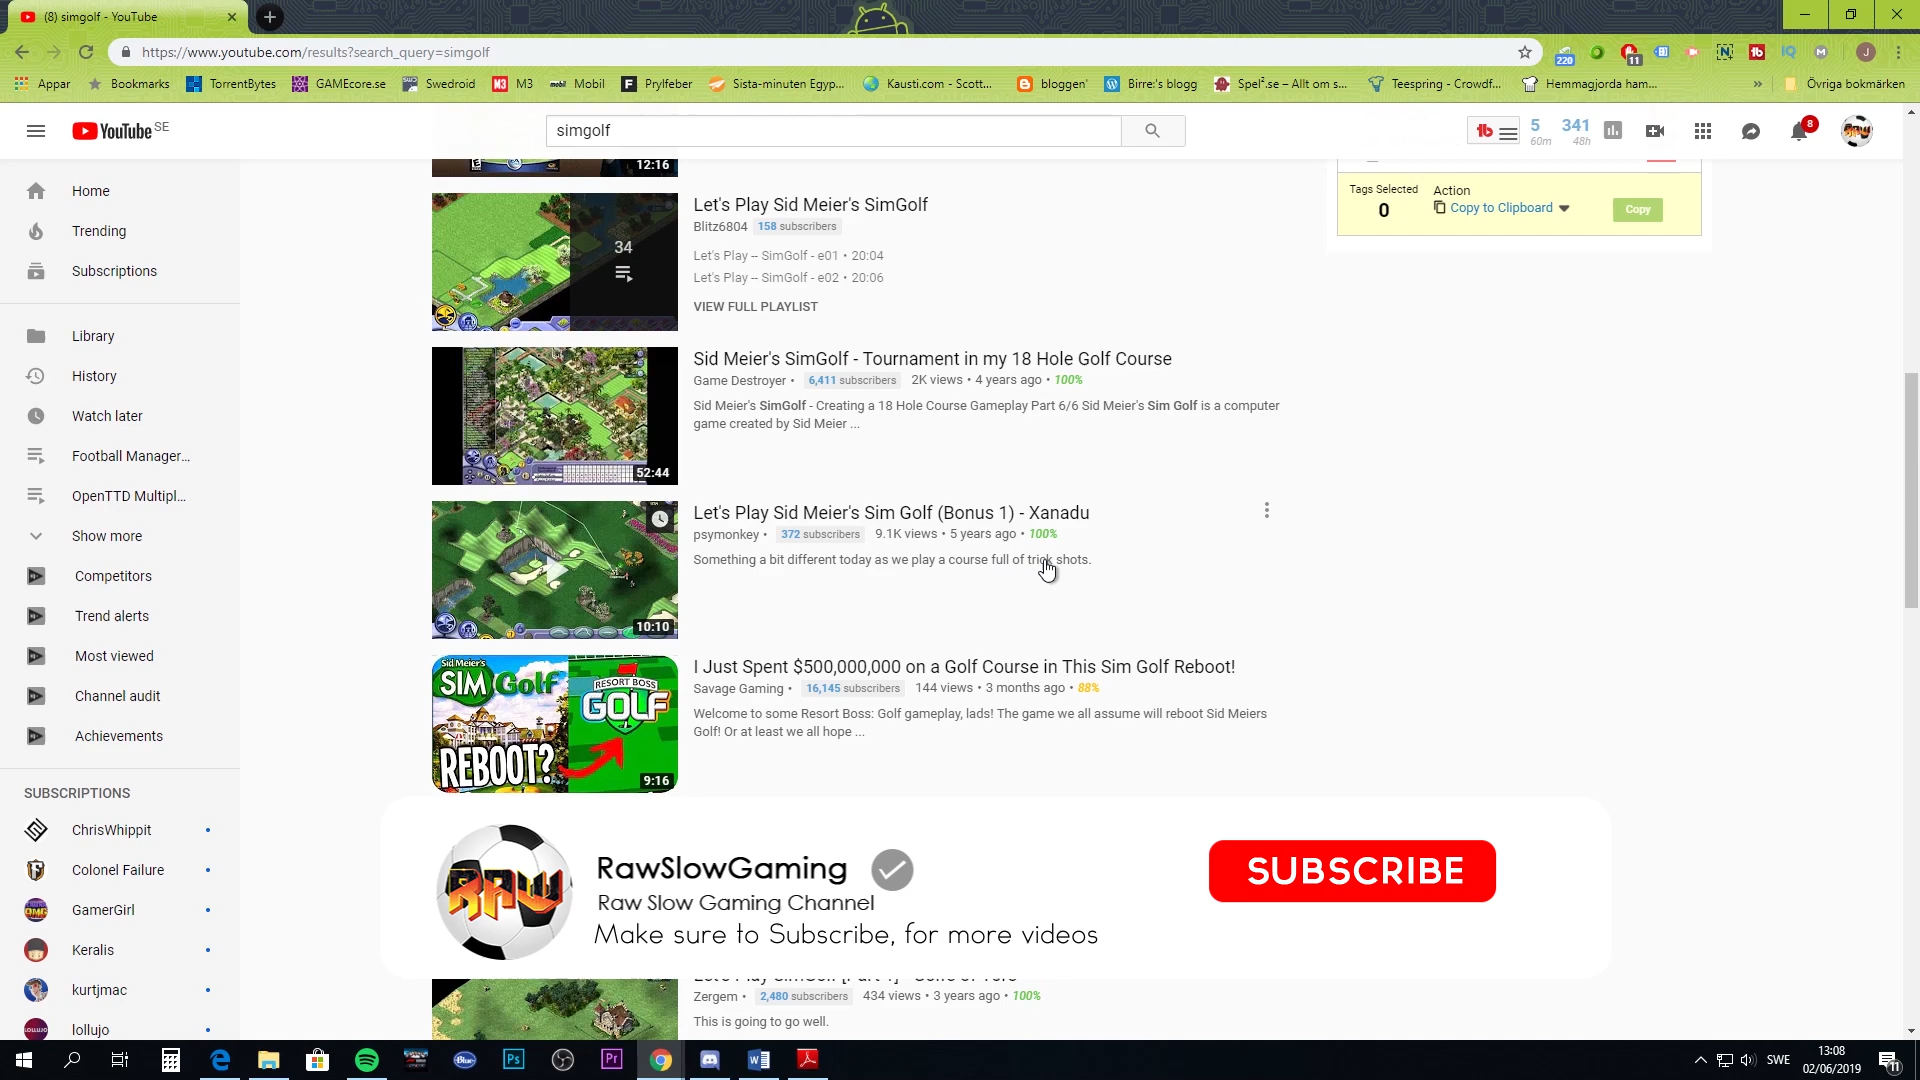 (8) simgolf - YouTube
https://www.youtube.com/results?search_query=simgolf
220
11
Appar
Bookmarks
TorrentBytes
GAMEcore.se
Swedroid
M3
Mobil
Prylfeber
Sista-minuten Egyp...
Kausti.com - Scott...
bloggen'
Birre:'s blogg
Spel².se – Allt om s...
Teespring - Crowdf...
Hemmagjorda ham...
»
Övriga bokmärken
YouTube SE
simgolf
5
60m
341
48h
8
12:16
Home
Trending
Subscriptions
Library
History
Watch later
Football Manager...
OpenTTD Multipl...
Show more
Competitors
Trend alerts
Most viewed
Channel audit
Achievements
SUBSCRIPTIONS
ChrisWhippit
Colonel Failure
GamerGirl
Keralis
kurtjmac
lollujo
34
Let's Play Sid Meier's SimGolf
Blitz6804 158 subscribers
Let's Play -- SimGolf - e01 • 20:04
Let's Play -- SimGolf - e02 • 20:06
VIEW FULL PLAYLIST
52:44
Sid Meier's SimGolf - Tournament in my 18 Hole Golf Course
Game Destroyer • 6,411 subscribers 2K views • 4 years ago • 100%
Sid Meier's SimGolf - Creating a 18 Hole Course Gameplay Part 6/6 Sid Meier's Sim Golf is a computer
game created by Sid Meier ...
10:10
Let's Play Sid Meier's Sim Golf (Bonus 1) - Xanadu
psymonkey • 372 subscribers 9.1K views • 5 years ago • 100%
Something a bit different today as we play a course full of trick shots.
Sid Meier's
SIM Golf
REBOOT?
RESORT BOSS
GOLF
9:16
I Just Spent $500,000,000 on a Golf Course in This Sim Golf Reboot!
Savage Gaming • 16,145 subscribers 144 views • 3 months ago • 88%
Welcome to some Resort Boss: Golf gameplay, lads! The game we all assume will reboot Sid Meiers
Golf! Or at least we all hope ...
Tags Selected
0
Action
Copy to Clipboard
Copy
RAW
RawSlowGaming
Raw Slow Gaming Channel
Make sure to Subscribe, for more videos
SUBSCRIBE
Zergem • 2,480 subscribers 434 views • 3 years ago • 100%
This is going to go well.
SWE
13:08
02/06/2019
11